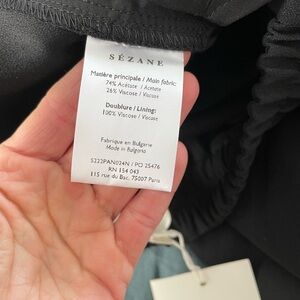 SÉZANE
Matière principale / Main fabric:
74% Acétate / Acetate
26% Viscose / Viscose
Doublure / Lining:
100% Viscose / Viscose
Fabriqué en Bulgarie
Made in Bulgaria
S222PAN024N / PO 25476
RN 154 043
115 rue du Bac, 75007 Paris